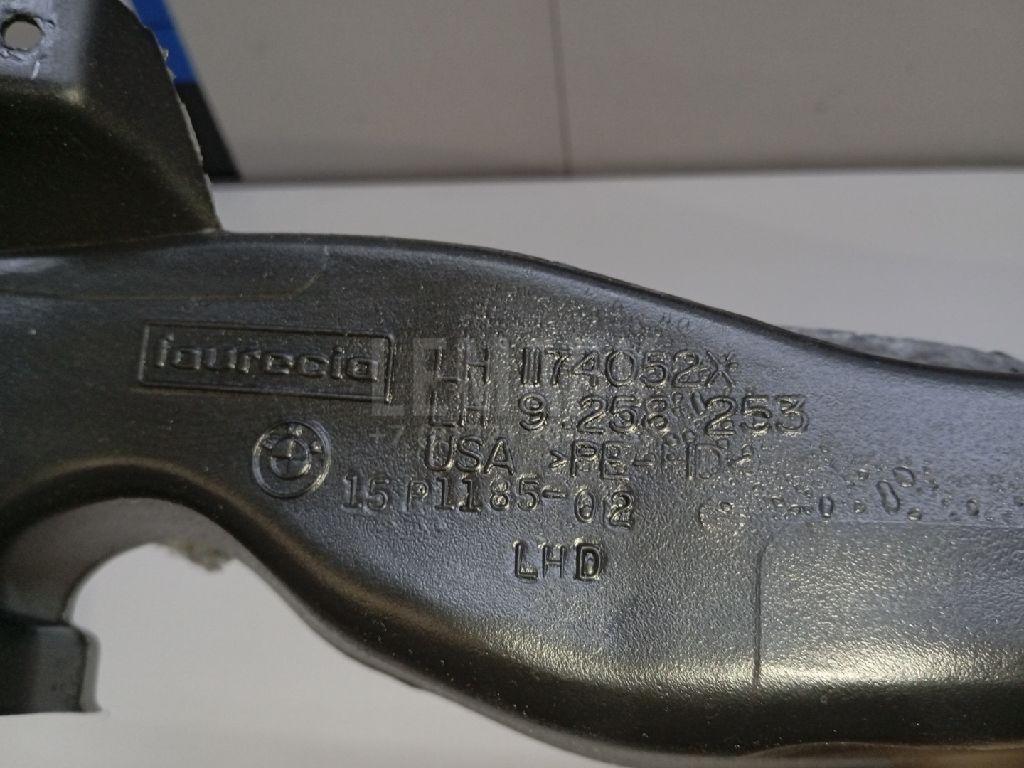 faurecia
LH 1174052X
LH 9 258 253
USA >PE-HD<
15 P1185-02
LHD